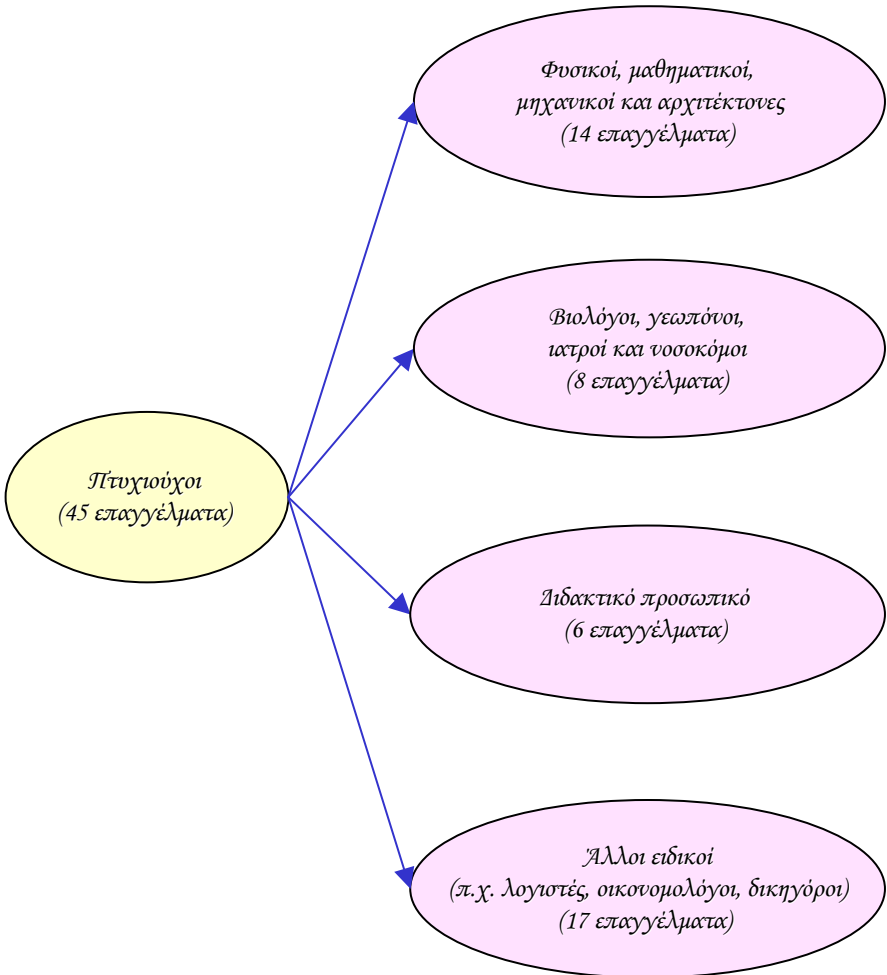 Φυσικοί, μαθηματικοί,
μηχανικοί και αρχιτέκτονες
(14 επαγγέλματα)
Βιολόγοι, γεωπόνοι,
ιατροί και νοσοκόμοι
(8 επαγγέλματα)
Πτυχιούχοι
(45 επαγγέλματα)
Διδακτικό προσωπικό
(6 επαγγέλματα)
Άλλοι ειδικοί
(π.χ. λογιστές, οικονομολόγοι, δικηγόροι)
(17 επαγγέλματα)